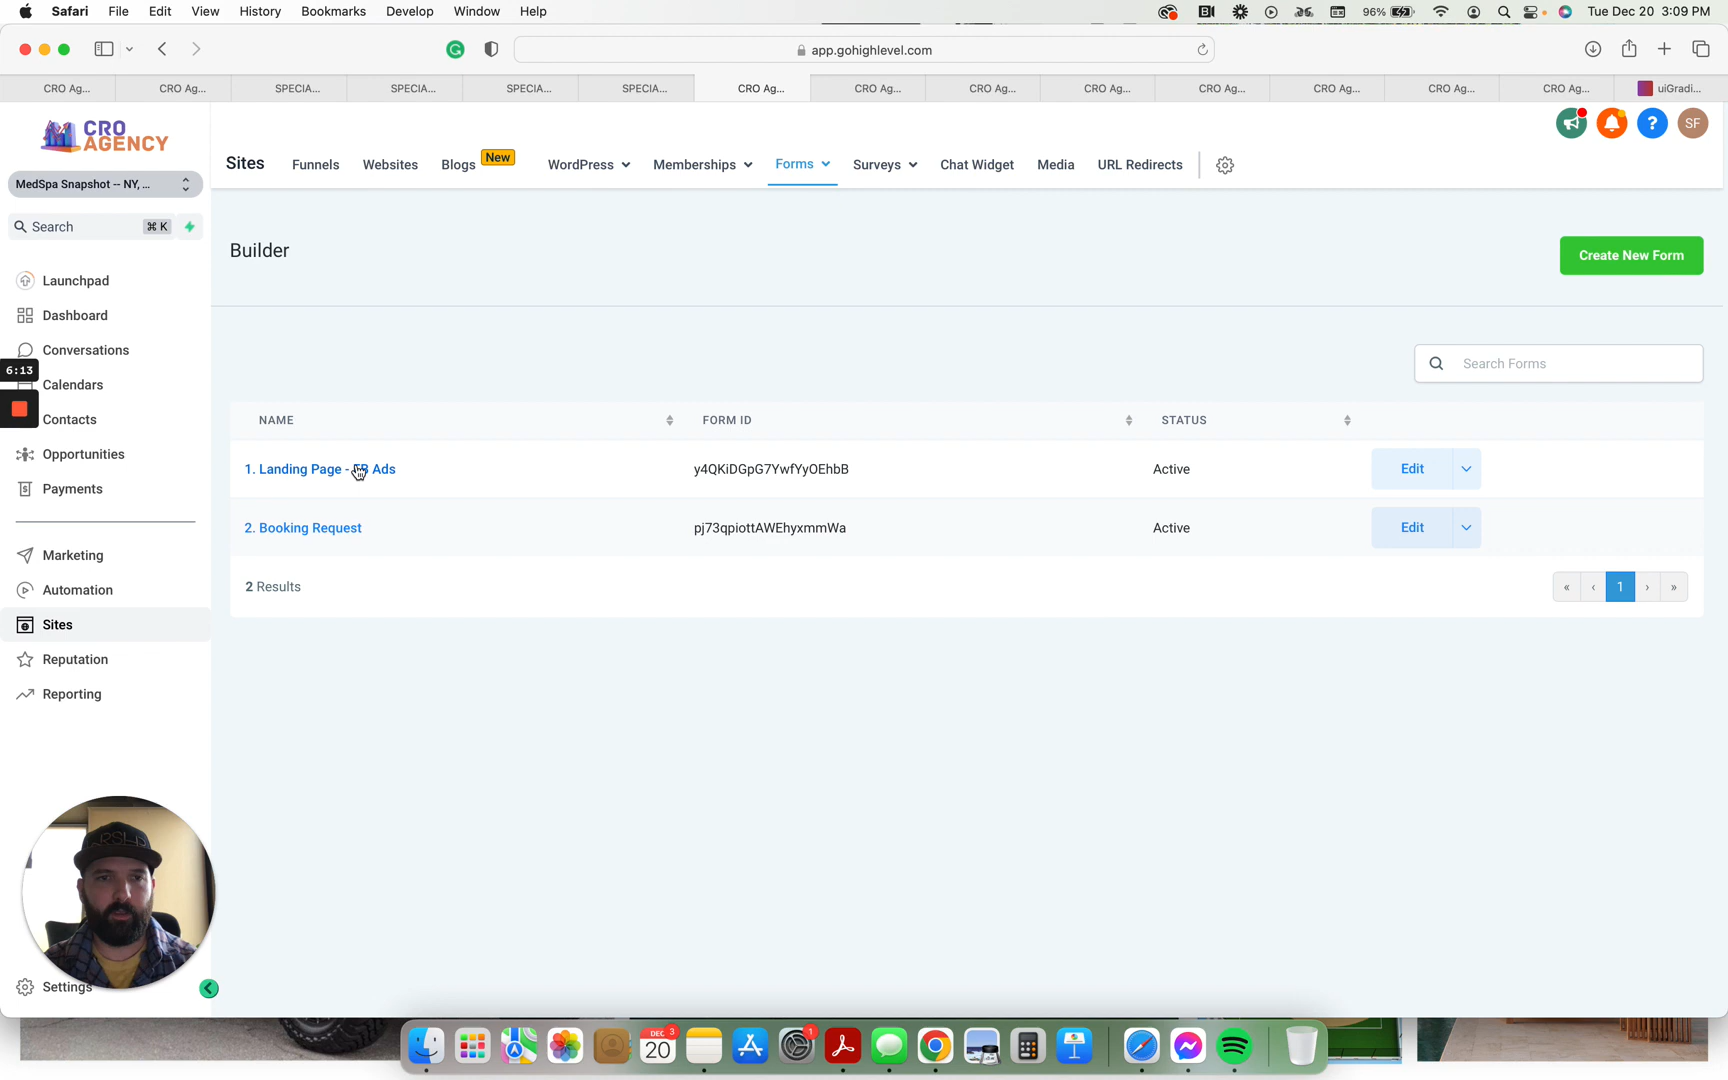 Safari File Edit View History Bookmarks Develop Window Help 96% Tue Dec 20 3:09 PM
app.gohighlevel.com
CRO Ag... CRO Ag... SPECIA... SPECIA... SPECIA... SPECIA... CRO Ag... CRO Ag... CRO Ag... CRO Ag... CRO Ag... CRO Ag... CRO Ag... CRO Ag... uiGradi...
CRO
AGENCY
SF
Sites Funnels Websites Blogs New WordPress Memberships Forms Surveys Chat Widget Media URL Redirects
MedSpa Snapshot -- NY, ...
Search ⌘ K
Builder
Create New Form
Launchpad
Dashboard
Conversations
6:13
Calendars
Contacts
Opportunities
Payments
Marketing
Automation
Sites
Reputation
Reporting
Settings
Search Forms
NAME FORM ID STATUS
1. Landing Page - FB Ads y4QKiDGpG7YwfYyOEhbB Active Edit
2. Booking Request pj73qpiottAWEhyxmmWa Active Edit
2 Results « ‹ 1 › »
DEC 3
20
1